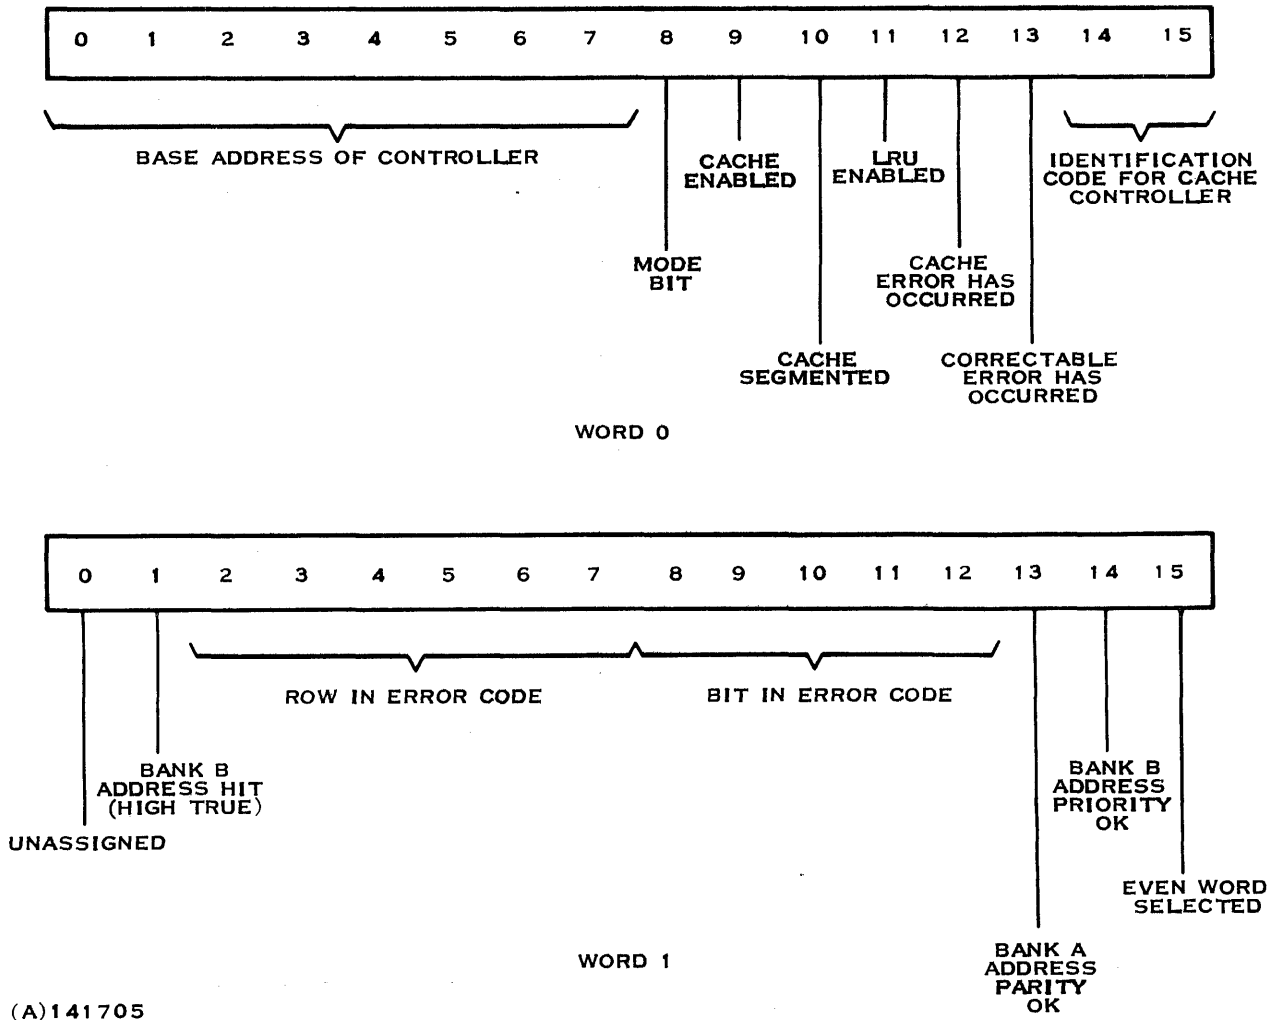 0 1 2 3 4 5 6 7 8 9 10 11 12 13 14 15
BASE ADDRESS OF CONTROLLER
CACHE
ENABLED
LRU
ENABLED
IDENTIFICATION
CODE FOR CACHE
CONTROLLER
MODE
BIT
CACHE
ERROR HAS
OCCURRED
CACHE
SEGMENTED
CORRECTABLE
ERROR HAS
OCCURRED
WORD 0
0 1 2 3 4 5 6 7 8 9 10 11 12 13 14 15
ROW IN ERROR CODE
BIT IN ERROR CODE
BANK B
ADDRESS HIT
(HIGH TRUE)
BANK B
ADDRESS
PRIORITY
OK
UNASSIGNED
EVEN WORD
SELECTED
BANK A
ADDRESS
PARITY
OK
WORD 1
(A)141705